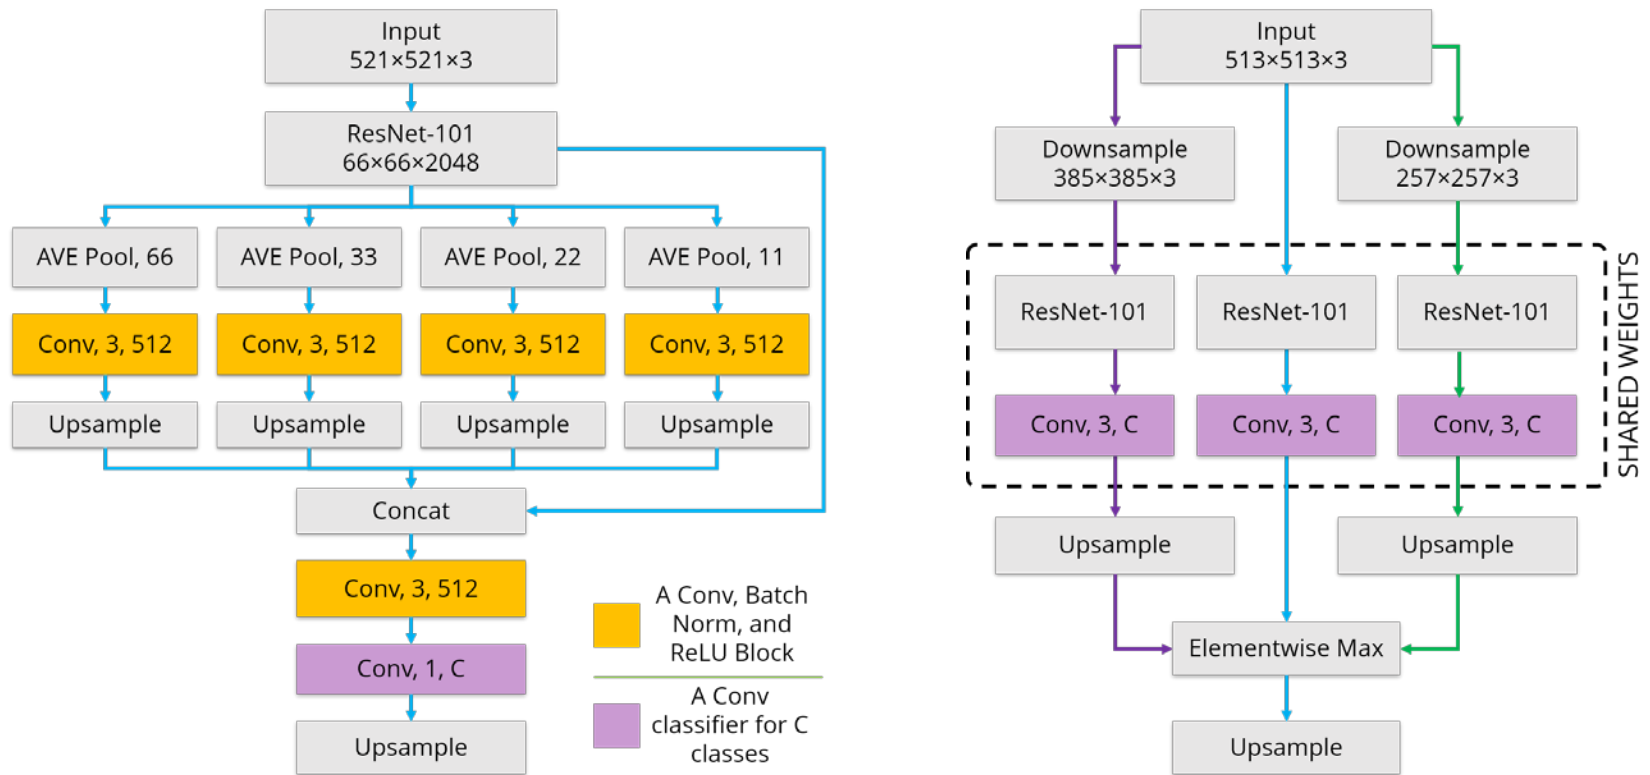 Input
521×521×3
ResNet-101
66×66×2048
AVE Pool, 66
AVE Pool, 33
AVE Pool, 22
AVE Pool, 11
Conv, 3, 512
Conv, 3, 512
Conv, 3, 512
Conv, 3, 512
Upsample
Upsample
Upsample
Upsample
Concat
Conv, 3, 512
Conv, 1, C
Upsample
A Conv, Batch
Norm, and
ReLU Block
A Conv
classifier for C
classes
Input
513×513×3
Downsample
385×385×3
Downsample
257×257×3
ResNet-101
ResNet-101
ResNet-101
Conv, 3, C
Conv, 3, C
Conv, 3, C
SHARED WEIGHTS
Upsample
Upsample
Elementwise Max
Upsample